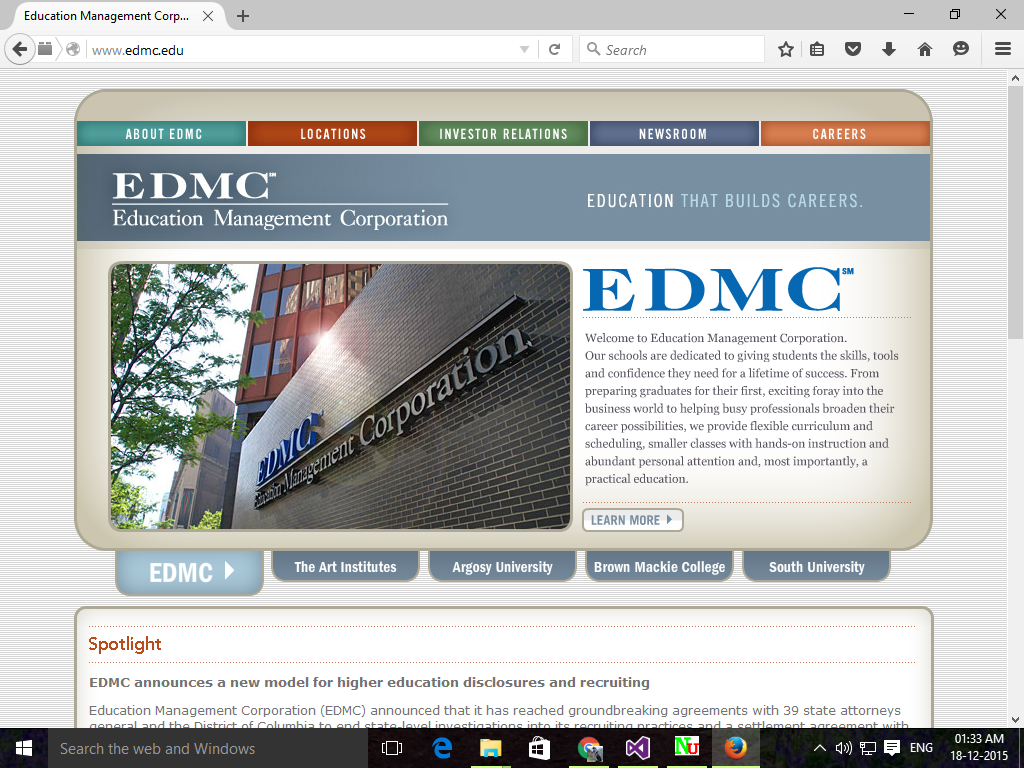 Education Management Corp...
www.edmc.edu
Search
ABOUT EDMC
LOCATIONS
INVESTOR RELATIONS
NEWSROOM
CAREERS
EDMC℠
Education Management Corporation
EDUCATION THAT BUILDS CAREERS.
EDMC
Education Management Corporation
EDMC℠
Welcome to Education Management Corporation.
Our schools are dedicated to giving students the skills, tools
and confidence they need for a lifetime of success. From
preparing graduates for their first, exciting foray into the
business world to helping busy professionals broaden their
career possibilities, we provide flexible curriculum and
scheduling, smaller classes with hands-on instruction and
abundant personal attention and, most importantly, a
practical education.
LEARN MORE
EDMC
The Art Institutes
Argosy University
Brown Mackie College
South University
Spotlight
EDMC announces a new model for higher education disclosures and recruiting
Education Management Corporation (EDMC) announced that it has reached groundbreaking agreements with 39 state attorneys
general and the District of Columbia to end state-level investigations into its recruiting practices and a settlement agreement with
Search the web and Windows
Nu
ENG
01:33 AM
18-12-2015